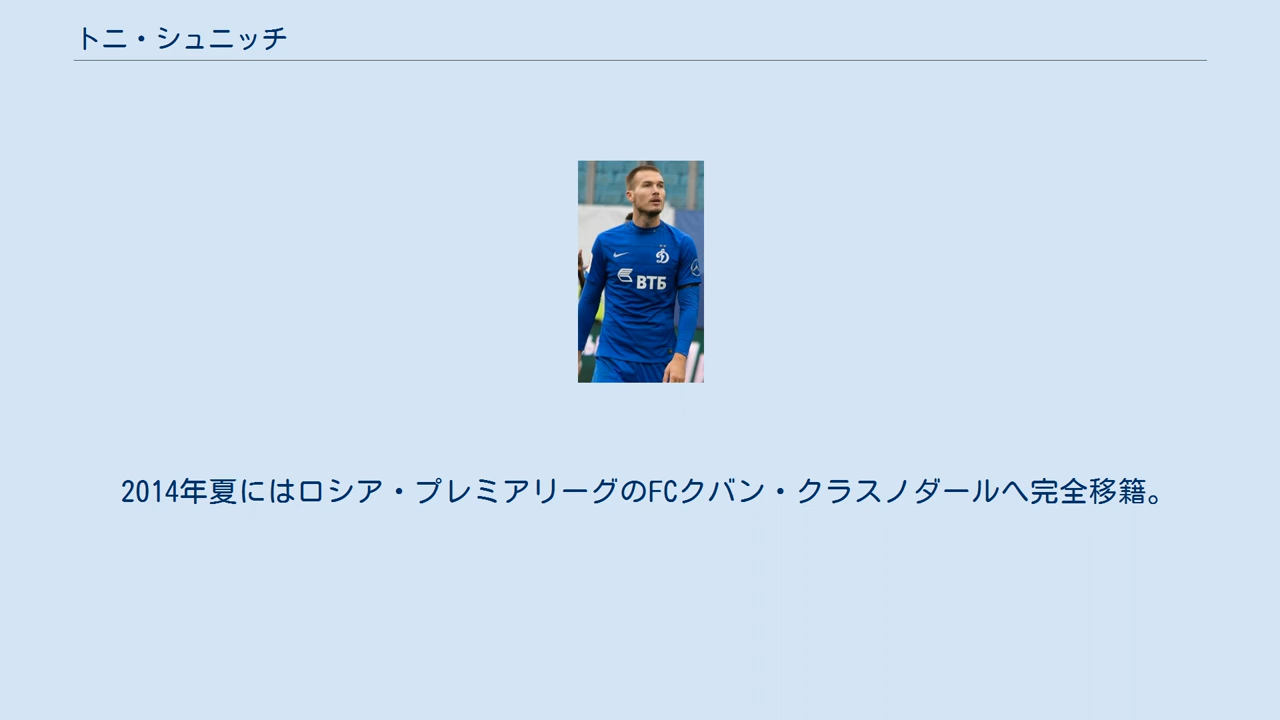 トニ・シュニッチ
ВТБ
2014年夏にはロシア・プレミアリーグのFCクバン・クラスノダールへ完全移籍。